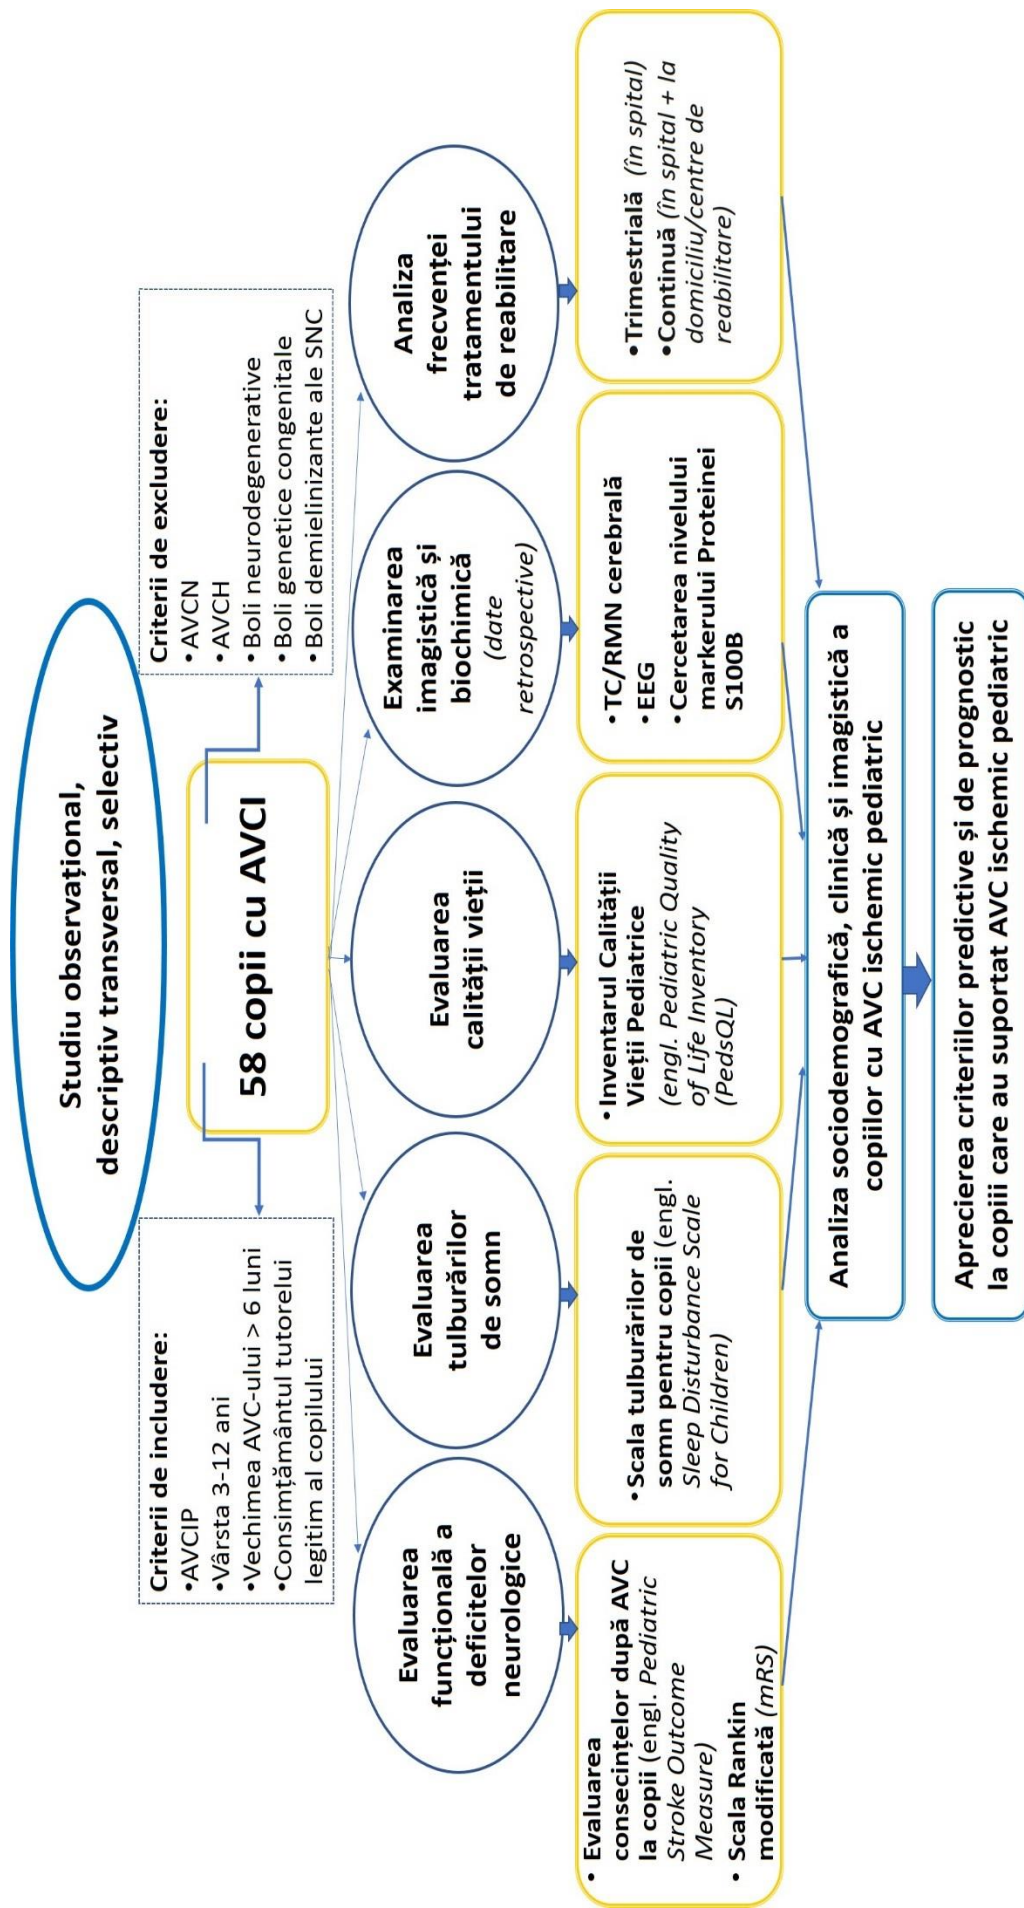 Studiu observațional,
descriptiv transversal, selectiv
Criterii de includere:
•AVCIP
•Vârsta 3-12 ani
•Vechimea AVC-ului > 6 luni
•Consimțământul tutorelui
legitim al copilului
58 copii cu AVCI
Criterii de excludere:
• AVCN
• AVCH
• Boli neurodegenerative
• Boli genetice congenitale
• Boli demielinizante ale SNC
Evaluarea
funcțională a
deficitelor
neurologice
Evaluarea
tulburărilor
de somn
Evaluarea
calității vieții
Examinarea
imagistică și
biochimică
(date
retrospective)
Analiza
frecvenței
tratamentului
de reabilitare
• Evaluarea
consecințelor după AVC
la copii (engl. Pediatric
Stroke Outcome
Measure)
• Scala Rankin
modificată (mRS)
•Scala tulburărilor de
somn pentru copii (engl.
Sleep Disturbance Scale
for Children)
•Inventarul Calității
Vieții Pediatrice
(engl. Pediatric Quality
of Life Inventory
(PedsQL)
•TC/RMN cerebrală
•EEG
•Cercetarea nivelului
markerului Proteinei
S100B
•Trimestrială (în spital)
•Continuă (în spital + la
domiciliu/centre de
reabilitare)
Analiza sociodemografică, clinică și imagistică a
copiilor cu AVC ischemic pediatric
Aprecierea criteriilor predictive și de prognostic
la copiii care au suportat AVC ischemic pediatric